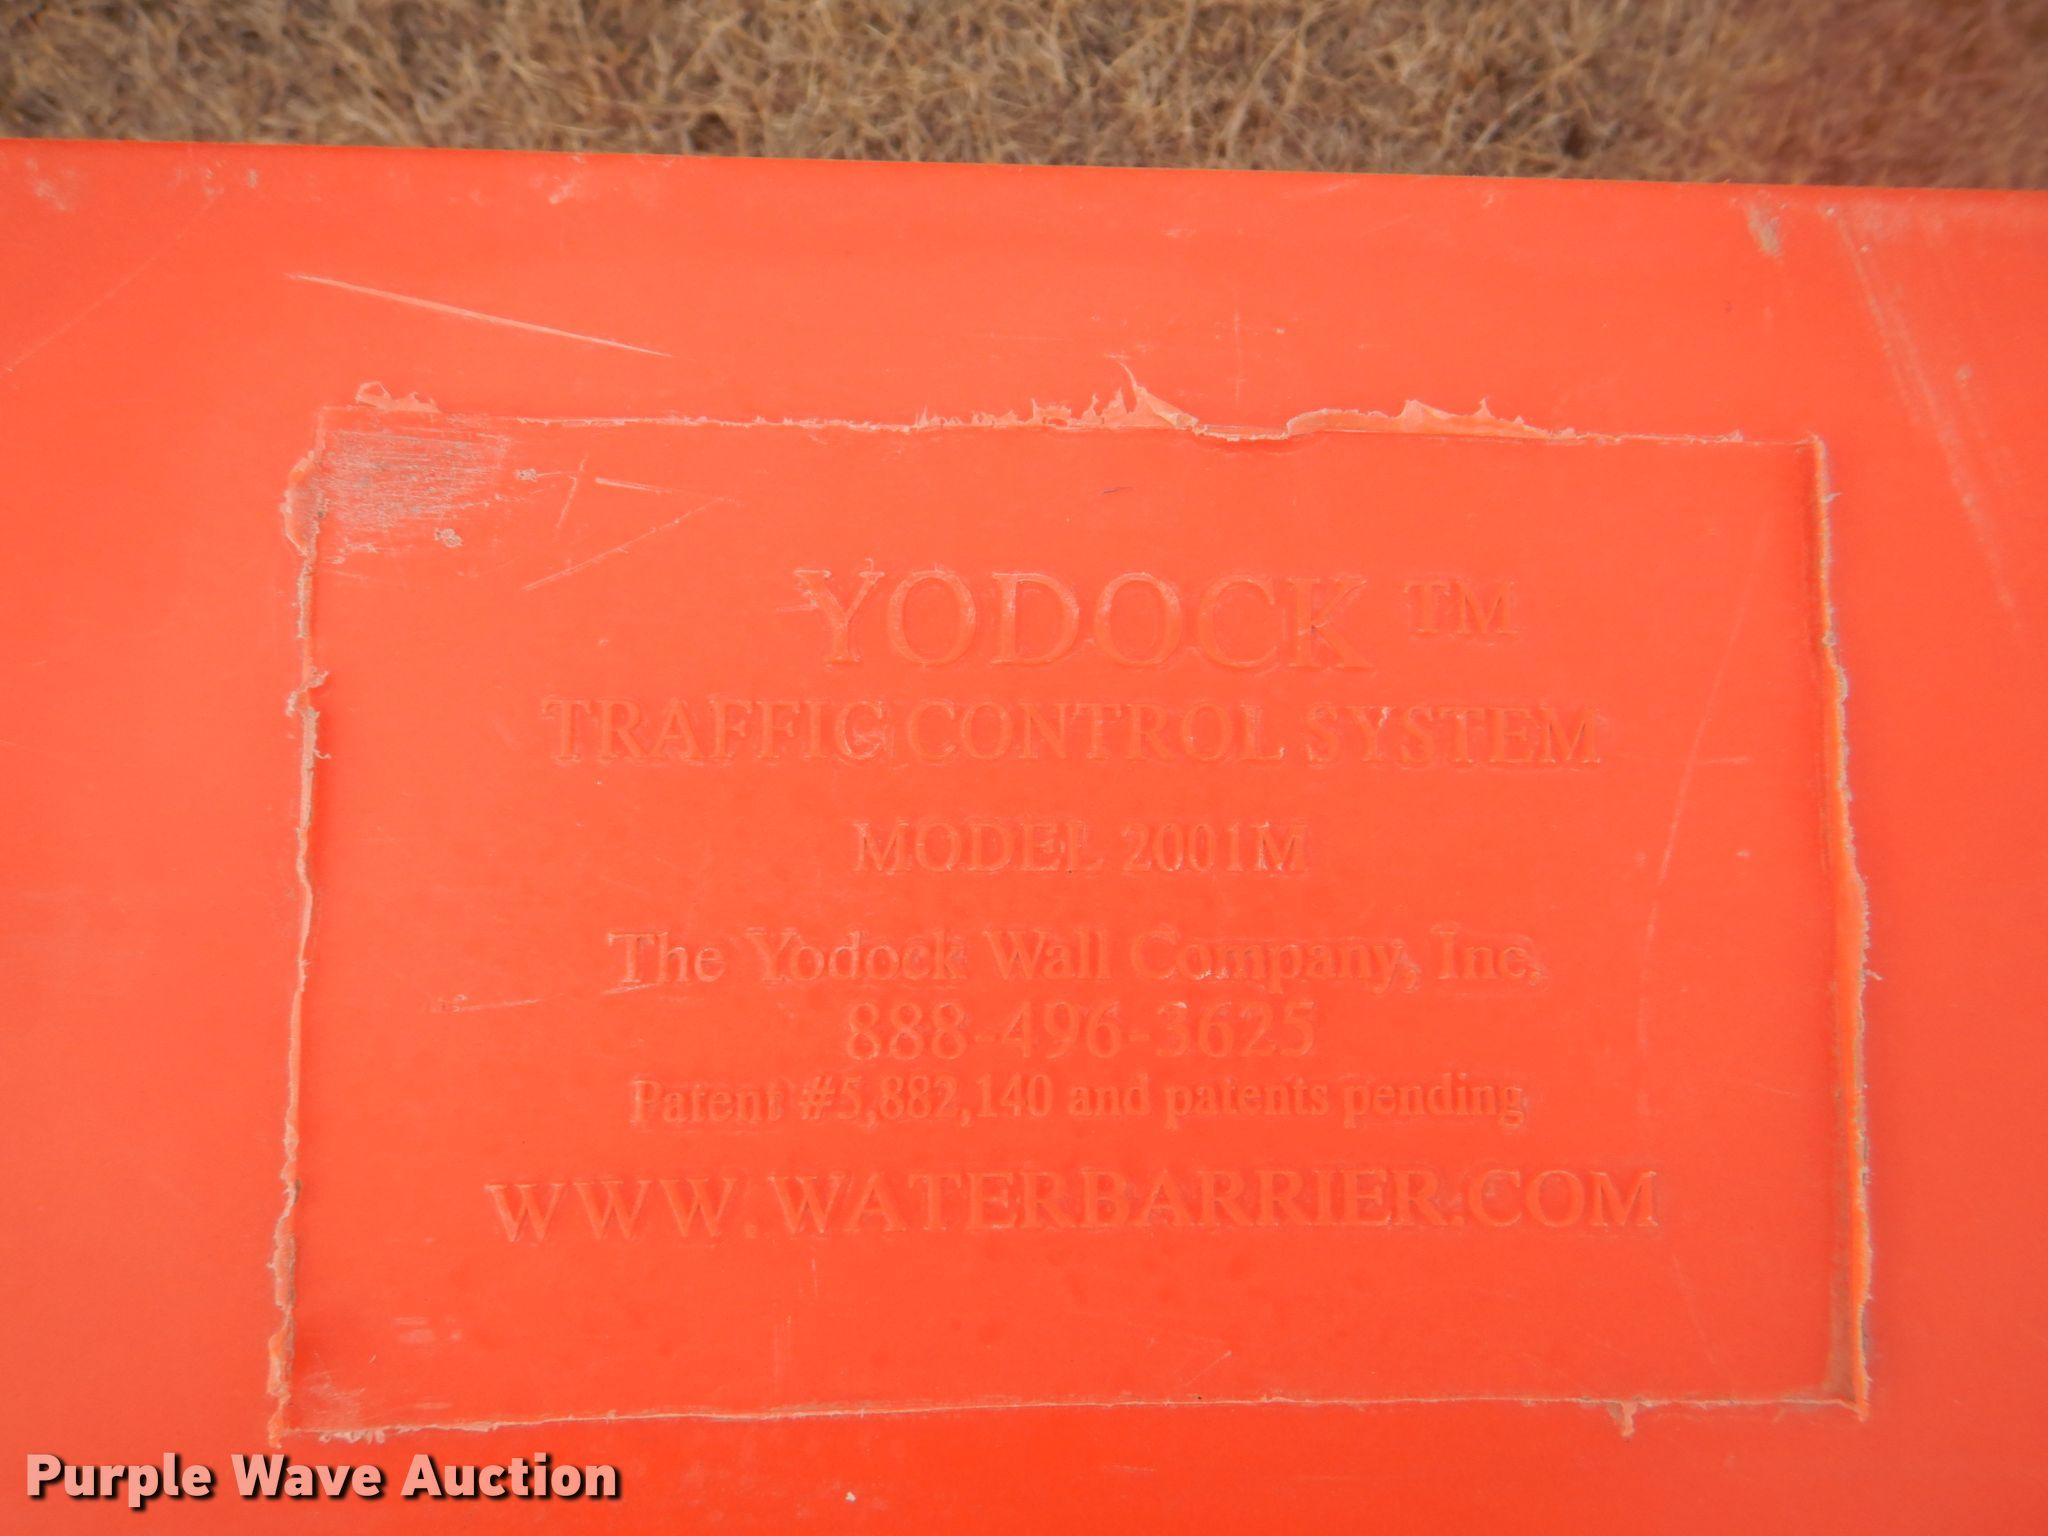 YODOCK ™
TRAFFIC CONTROL SYSTEM
MODEL 2001M
The Yodock Wall Company, Inc.
888-496-3625
Patent #5,882,140 and patents pending
WWW.WATERBARRIER.COM
Purple Wave Auction